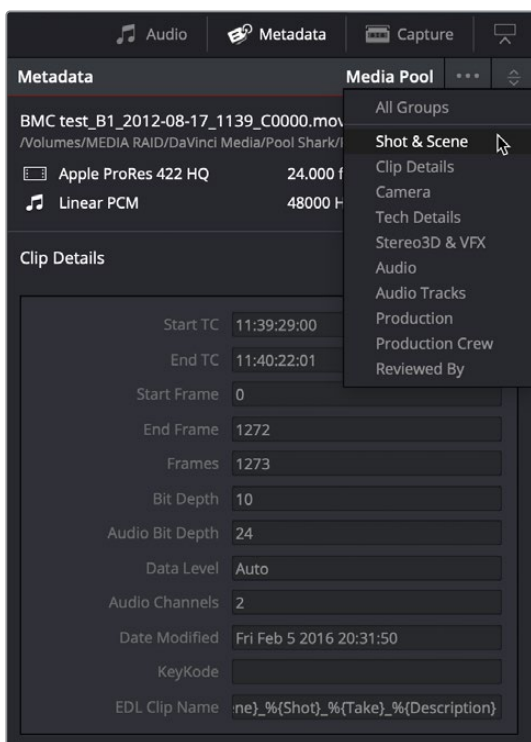 Audio Metadata Capture
Metadata Media Pool
BMC test_B1_2012-08-17_1139_C0000.mov
/Volumes/MEDIA RAID/DaVinci Media/Pool Shark/
Apple ProRes 422 HQ 24.000 f
Linear PCM 48000 H
All Groups
Shot & Scene
Clip Details
Camera
Tech Details
Stereo3D & VFX
Audio
Audio Tracks
Production
Production Crew
Reviewed By
Clip Details
Start TC 11:39:29:00
End TC 11:40:22:01
Start Frame 0
End Frame 1272
Frames 1273
Bit Depth 10
Audio Bit Depth 24
Data Level Auto
Audio Channels 2
Date Modified Fri Feb 5 2016 20:31:50
KeyKode
EDL Clip Name ne}_%{Shot}_%{Take}_%{Description}